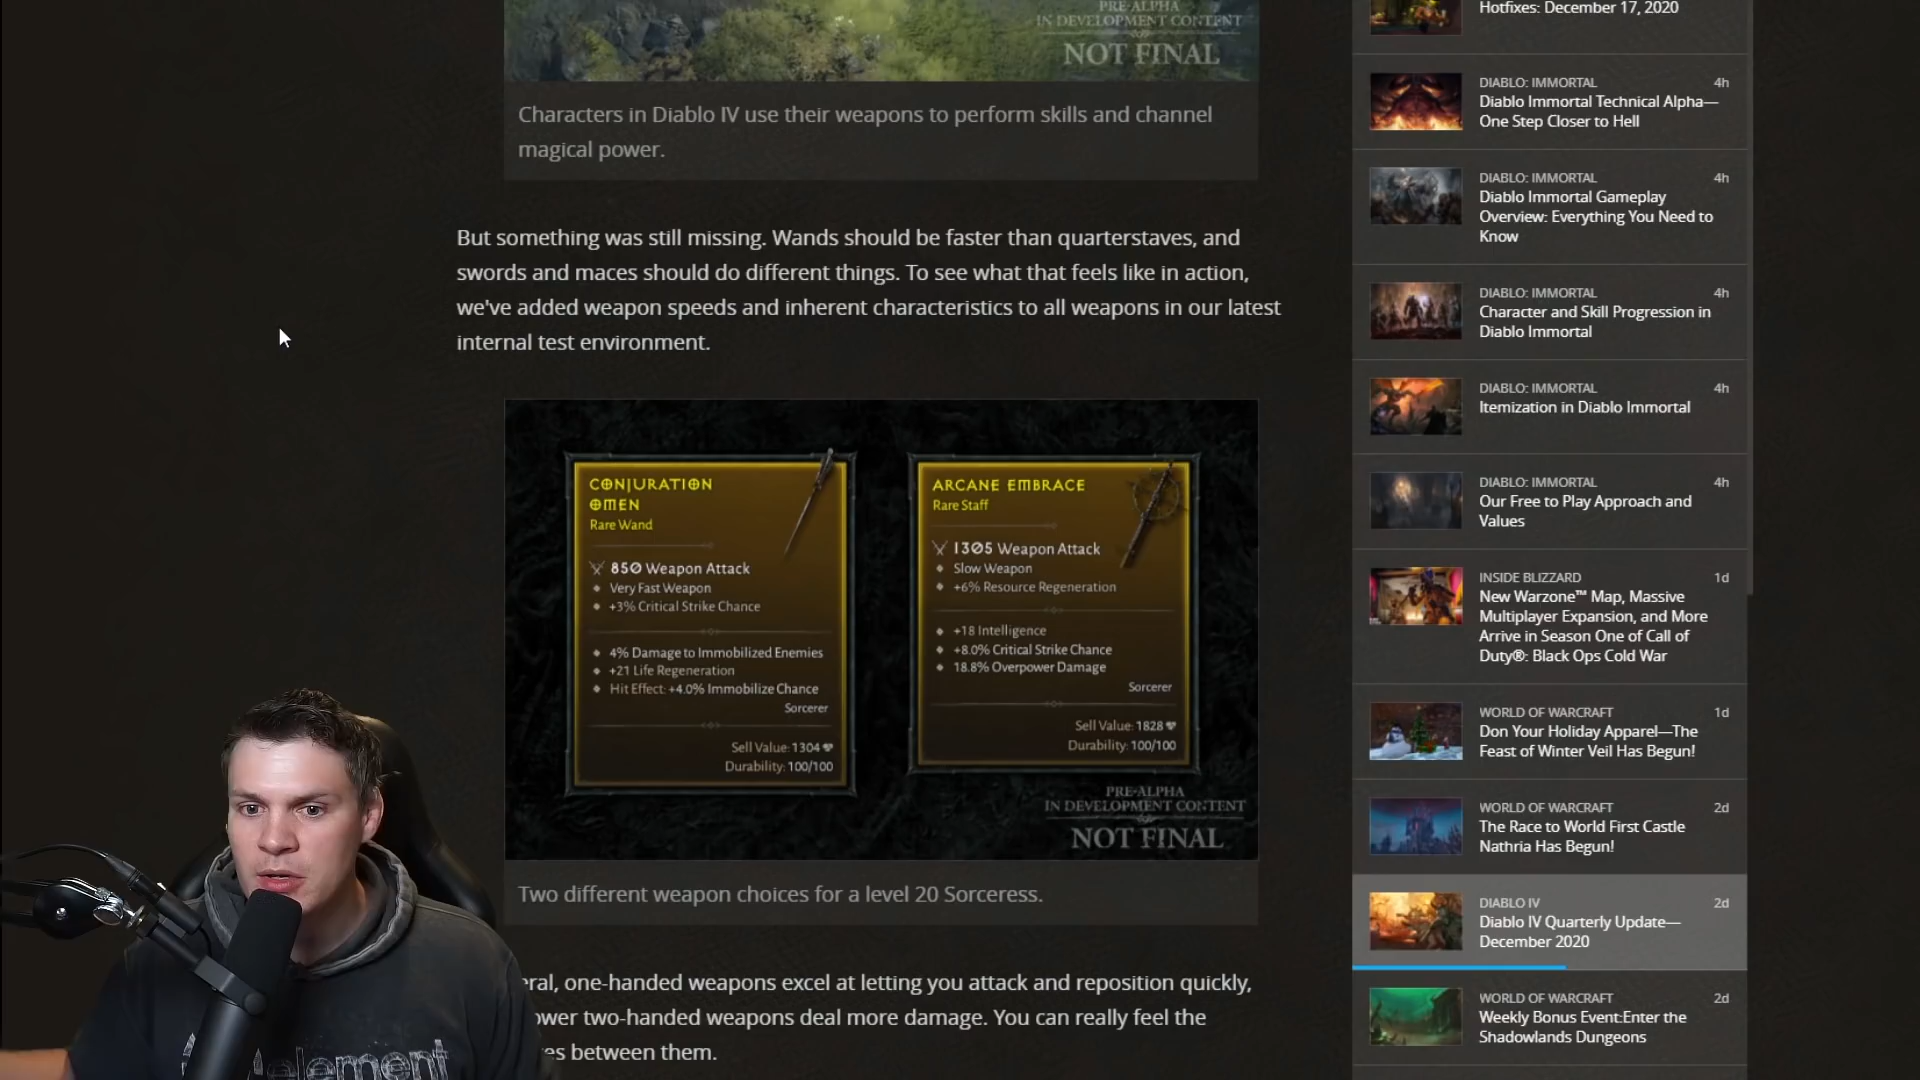 PRE-ALPHA
IN DEVELOPMENT CONTENT
NOT FINAL
Characters in Diablo IV use their weapons to perform skills and channel
magical power.
But something was still missing. Wands should be faster than quarterstaves, and
swords and maces should do different things. To see what that feels like in action,
we've added weapon speeds and inherent characteristics to all weapons in our latest
internal test environment.
CONJURATION
OMEN
Rare Wand
850 Weapon Attack
Very Fast Weapon
+3% Critical Strike Chance
4% Damage to Immobilized Enemies
+21 Life Regeneration
Hit Effect: +4.0% Immobilize Chance
Sorcerer
Sell Value: 1304
Durability: 100/100
ARCANE EMBRACE
Rare Staff
1305 Weapon Attack
Slow Weapon
+6% Resource Regeneration
+18 Intelligence
+8.0% Critical Strike Chance
18.8% Overpower Damage
Sorcerer
Sell Value: 1828
Durability: 100/100
PRE-ALPHA
IN DEVELOPMENT CONTENT
NOT FINAL
Two different weapon choices for a level 20 Sorceress.
one-handed weapons excel at letting you attack and reposition quickly,
two-handed weapons deal more damage. You can really feel the
between them.
element
Hotfixes: December 17, 2020
DIABLO: IMMORTAL 4h
Diablo Immortal Technical Alpha—
One Step Closer to Hell
DIABLO: IMMORTAL 4h
Diablo Immortal Gameplay
Overview: Everything You Need to
Know
DIABLO: IMMORTAL 4h
Character and Skill Progression in
Diablo Immortal
DIABLO: IMMORTAL 4h
Itemization in Diablo Immortal
DIABLO: IMMORTAL 4h
Our Free to Play Approach and
Values
INSIDE BLIZZARD 1d
New Warzone™ Map, Massive
Multiplayer Expansion, and More
Arrive in Season One of Call of
Duty®: Black Ops Cold War
WORLD OF WARCRAFT 1d
Don Your Holiday Apparel—The
Feast of Winter Veil Has Begun!
WORLD OF WARCRAFT 2d
The Race to World First Castle
Nathria Has Begun!
DIABLO IV 2d
Diablo IV Quarterly Update—
December 2020
WORLD OF WARCRAFT 2d
Weekly Bonus Event:Enter the
Shadowlands Dungeons